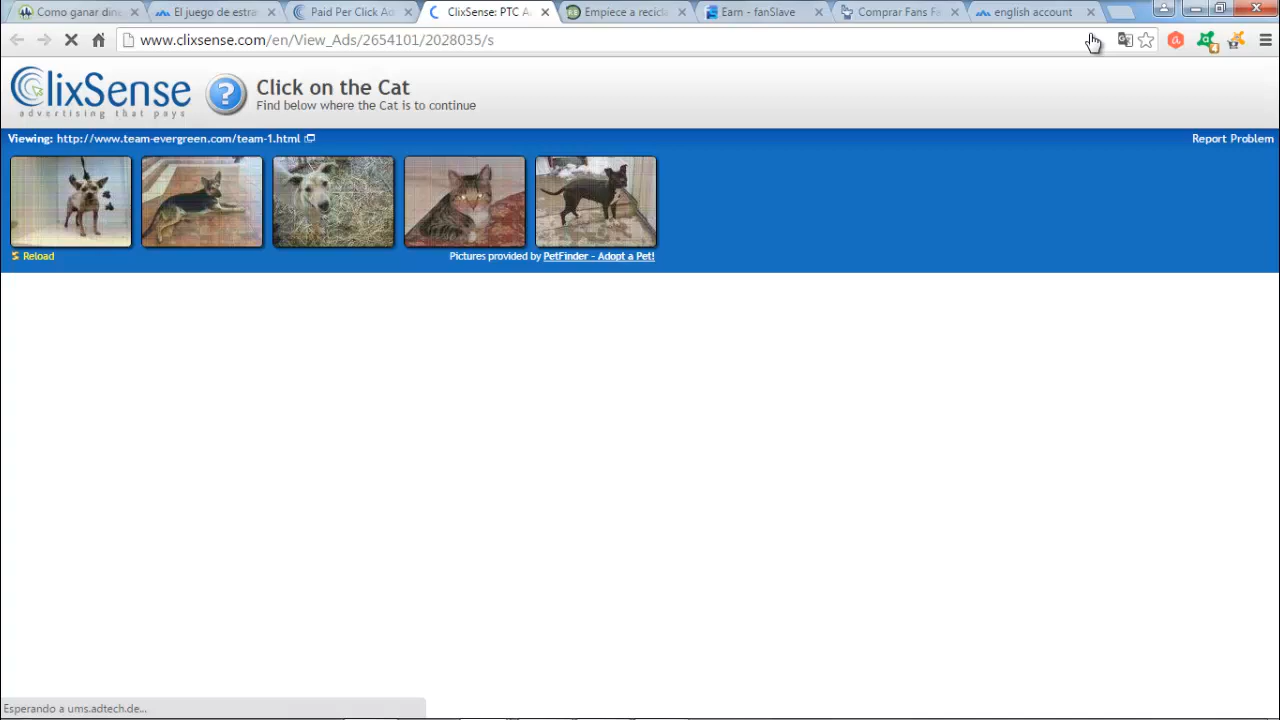 Como ganar din
El juego de estra
Paid Per Click Ad
ClixSense: PTC A
Empiece a recicl
Earn - fanSlave
Comprar Fans Fa
english account
www.clixsense.com/en/View_Ads/2654101/2028035/s
ClixSense
advertising that pays
Click on the Cat
Find below where the Cat is to continue
Viewing: http://www.team-evergreen.com/team-1.html
Report Problem
Reload
Pictures provided by PetFinder - Adopt a Pet!
Esperando a ums.adtech.de...